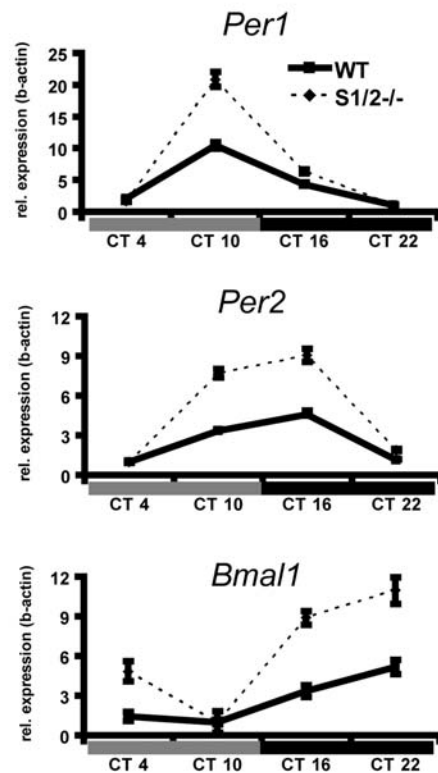 Per1
rel. expression (b-actin)
25
20
15
10
5
0
WT
S1/2-/-
CT 4 CT 10 CT 16 CT 22
Per2
rel. expression (b-actin)
12
9
6
3
0
CT 4 CT 10 CT 16 CT 22
Bmal1
rel. expression (b-actin)
12
9
6
3
0
CT 4 CT 10 CT 16 CT 22